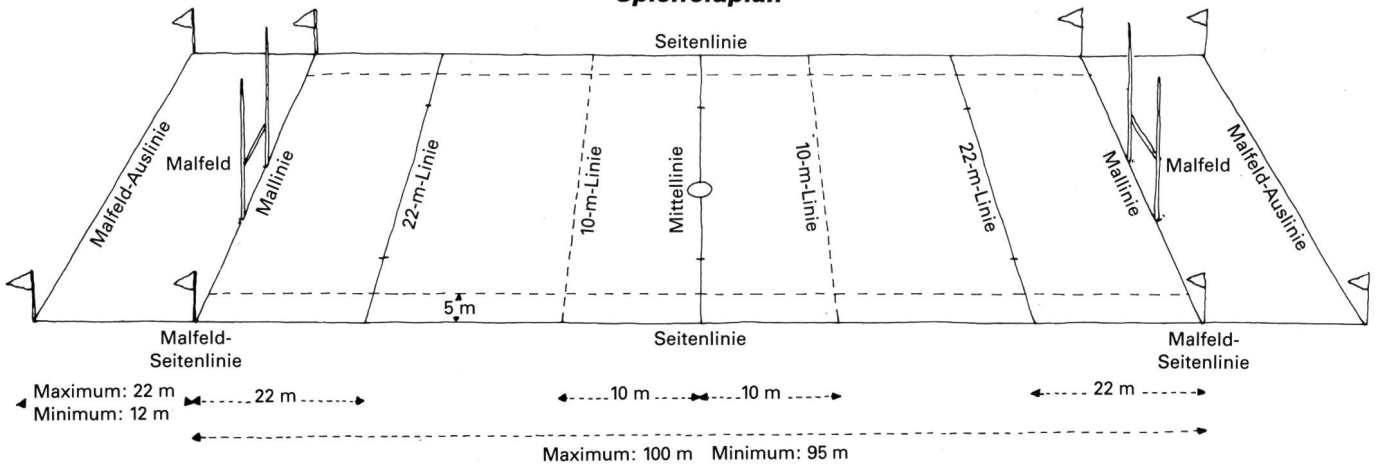 Seitenlinie
Malfeld-Auslinie
Malfeld
Mallinie
22-m-Linie
10-m-Linie
Mittellinie
10-m-Linie
22-m-Linie
Mallinie
Malfeld
Malfeld-Auslinie
5 m
Malfeld-
Seitenlinie
Seitenlinie
Malfeld-
Seitenlinie
Maximum: 22 m
Minimum: 12 m
22 m
10 m
10 m
22 m
Maximum: 100 m Minimum: 95 m